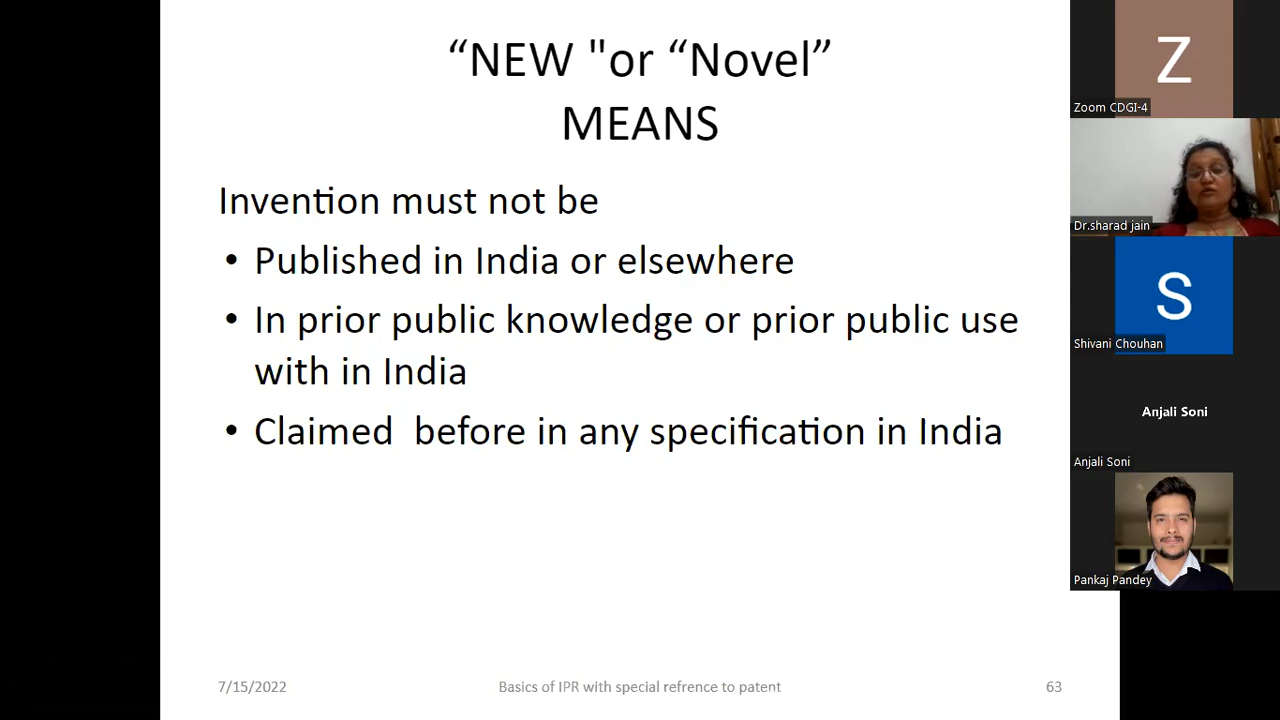 “NEW "or “Novel”
MEANS
Invention must not be
• Published in India or elsewhere
• In prior public knowledge or prior public use
with in India
• Claimed before in any specification in India
7/15/2022
Basics of IPR with special refrence to patent
63
Z
Zoom CDGI-4
Dr.sharad jain
S
Shivani Chouhan
Anjali Soni
Anjali Soni
Pankaj Pandey